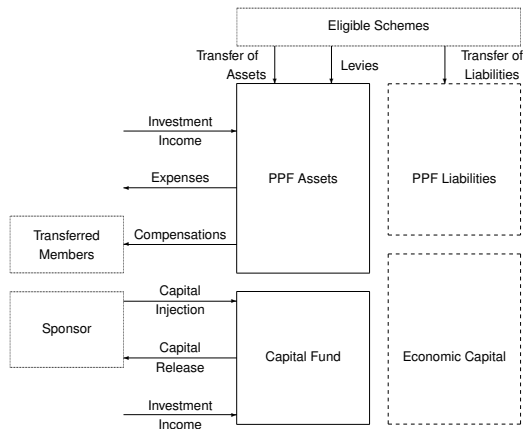 Eligible Schemes
Transfer of
Assets
Levies
Transfer of
Liabilities
Investment
Income
Expenses
PPF Assets
PPF Liabilities
Transferred
Members
Compensations
Capital
Injection
Sponsor
Capital
Release
Capital Fund
Economic Capital
Investment
Income